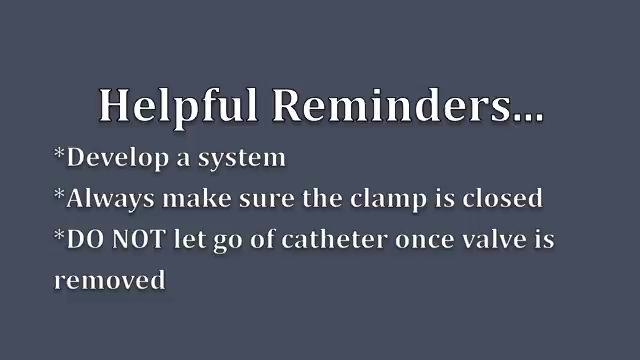 Helpful Reminders...
*Develop a system
*Always make sure the clamp is closed
*DO NOT let go of catheter once valve is
removed